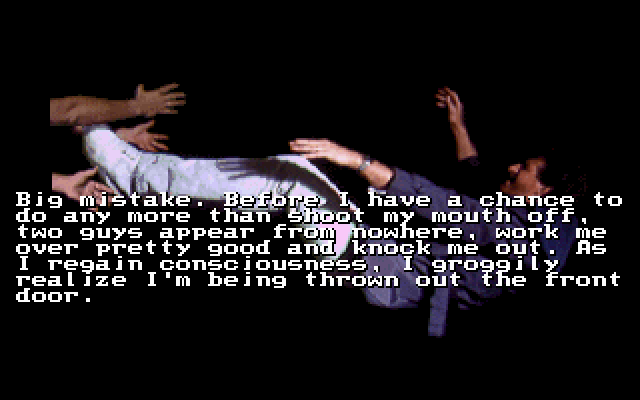 Big mistake. Before I have a chance to
do any more than shoot my mouth off,
two guys appear from nowhere, work me
over pretty good and knock me out. As
I regain consciousness, I groggily
realize I'm being thrown out the front
door.